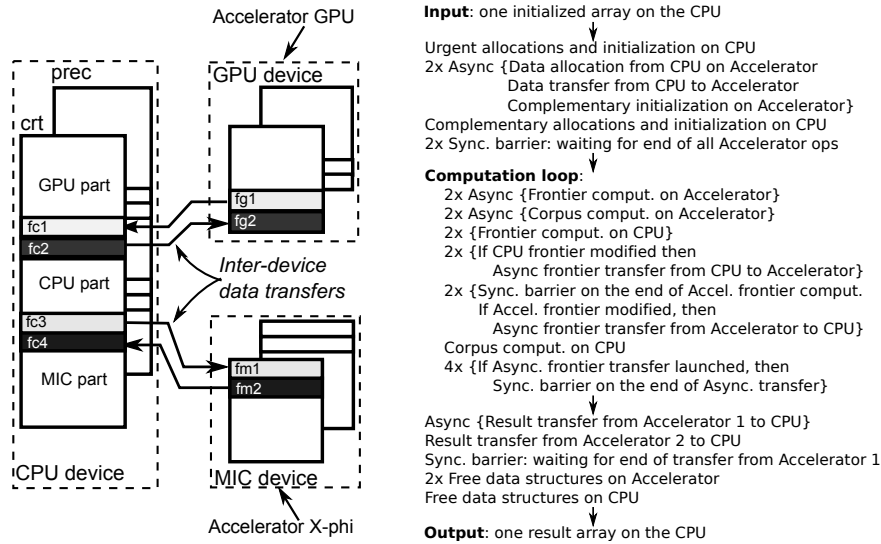 Accelerator GPU
prec
GPU device
crt
GPU part
fg1
fc1
fg2
fc2
CPU part
Inter-device
data transfers
fc3
fc4
fm1
MIC part
fm2
CPU device
MIC device
Accelerator X-phi
Input: one initialized array on the CPU
Urgent allocations and initialization on CPU
2x Async {Data allocation from CPU on Accelerator
Data transfer from CPU to Accelerator
Complementary initialization on Accelerator}
Complementary allocations and initialization on CPU
2x Sync. barrier: waiting for end of all Accelerator ops
Computation loop:
2x Async {Frontier comput. on Accelerator}
2x Async {Corpus comput. on Accelerator}
2x {Frontier comput. on CPU}
2x {If CPU frontier modified then
Async frontier transfer from CPU to Accelerator}
2x {Sync. barrier on the end of Accel. frontier comput.
If Accel. frontier modified, then
Async frontier transfer from Accelerator to CPU}
Corpus comput. on CPU
4x {If Async. frontier transfer launched, then
Sync. barrier on the end of Async. transfer}
Async {Result transfer from Accelerator 1 to CPU}
Result transfer from Accelerator 2 to CPU
Sync. barrier: waiting for end of transfer from Accelerator 1
2x Free data structures on Accelerator
Free data structures on CPU
Output: one result array on the CPU